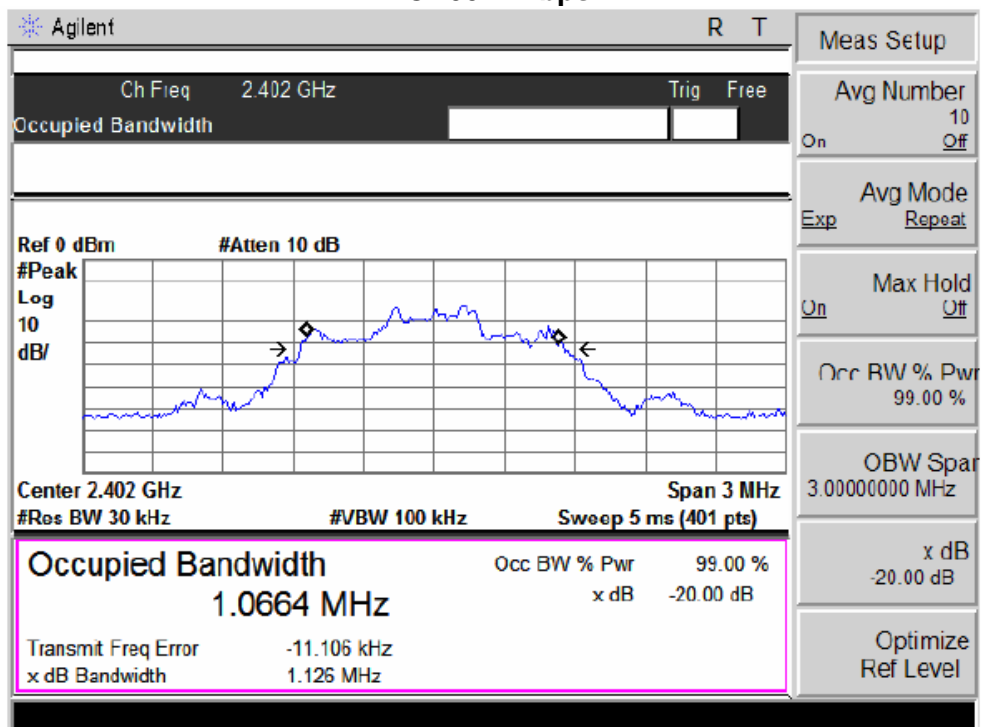 Agilent R T
Ch Freq 2.402 GHz Trig Free
Occupied Bandwidth
Ref 0 dBm #Atten 10 dB
#Peak
Log
10
dB/
Center 2.402 GHz Span 3 MHz
#Res BW 30 kHz #VBW 100 kHz Sweep 5 ms (401 pts)
Occupied Bandwidth
1.0664 MHz
Occ BW % Pwr 99.00 %
x dB -20.00 dB
Transmit Freq Error -11.106 kHz
x dB Bandwidth 1.126 MHz
Meas Setup
Avg Number
10
On Off
Avg Mode
Exp Repeat
Max Hold
On Off
Occ BW % Pwr
99.00 %
OBW Span
3.00000000 MHz
x dB
-20.00 dB
Optimize
Ref Level